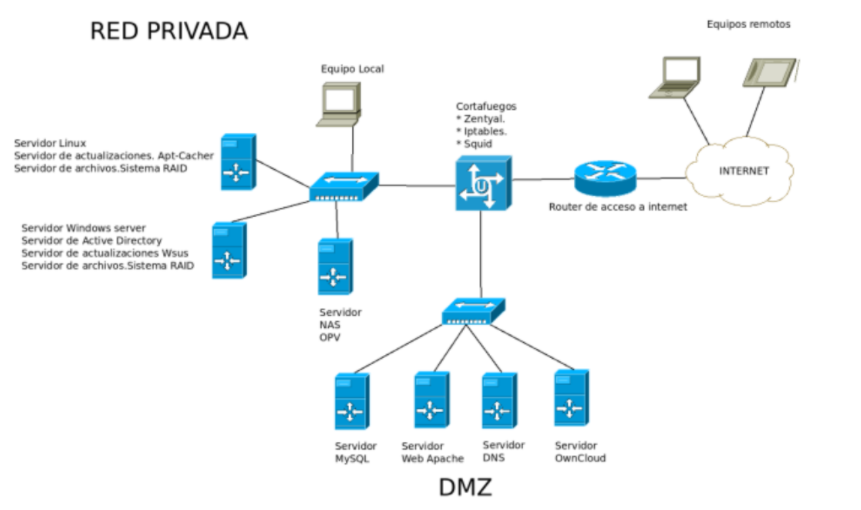 RED PRIVADA
Equipos remotos
Equipo Local
Cortafuegos
* Zentyal.
* Iptables.
* Squid
Servidor Linux
Servidor de actualizaciones. Apt-Cacher
Servidor de archivos.Sistema RAID
U
INTERNET
Router de acceso a internet
Servidor Windows server
Servidor de Active Directory
Servidor de actualizaciones Wsus
Servidor de archivos.Sistema RAID
Servidor
NAS
OPV
Servidor
MySQL
Servidor
Web Apache
Servidor
DNS
Servidor
OwnCloud
DMZ